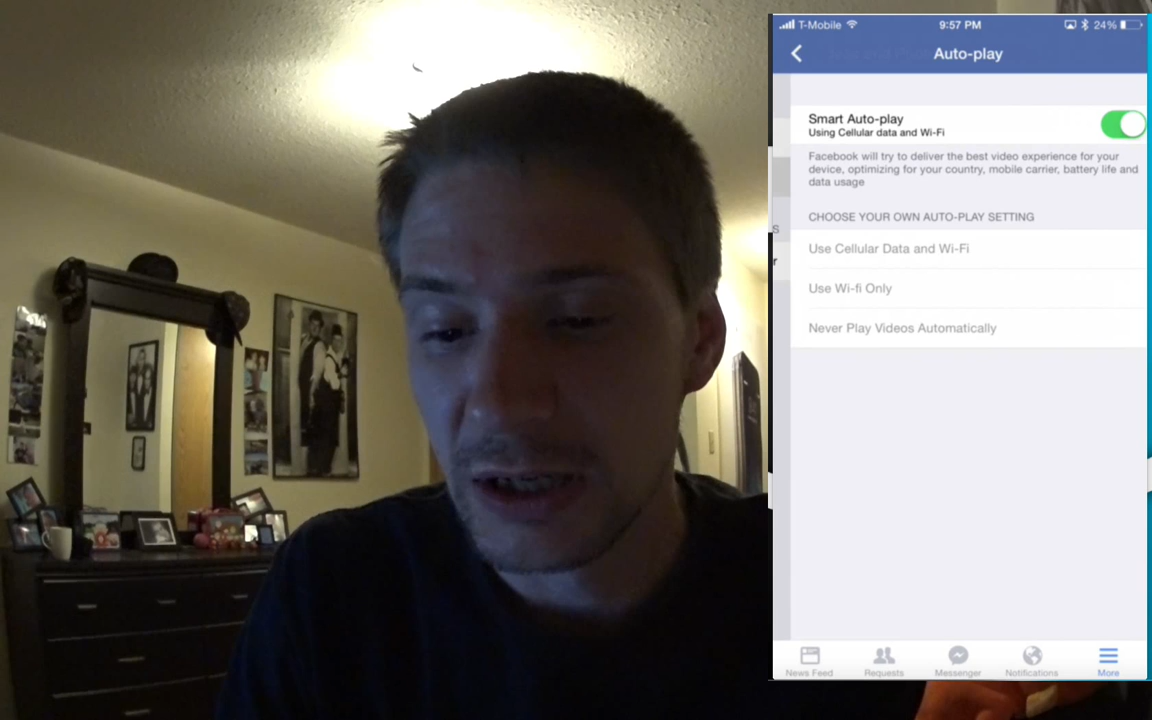 T-Mobile 9:57 PM 24%
Auto-play
Smart Auto-play
Using Cellular data and Wi-Fi
Facebook will try to deliver the best video experience for your
device, optimizing for your country, mobile carrier, battery life and
data usage
S
CHOOSE YOUR OWN AUTO-PLAY SETTING
r
Use Cellular Data and Wi-Fi
Use Wi-fi Only
Never Play Videos Automatically
News Feed Requests Messenger Notifications More